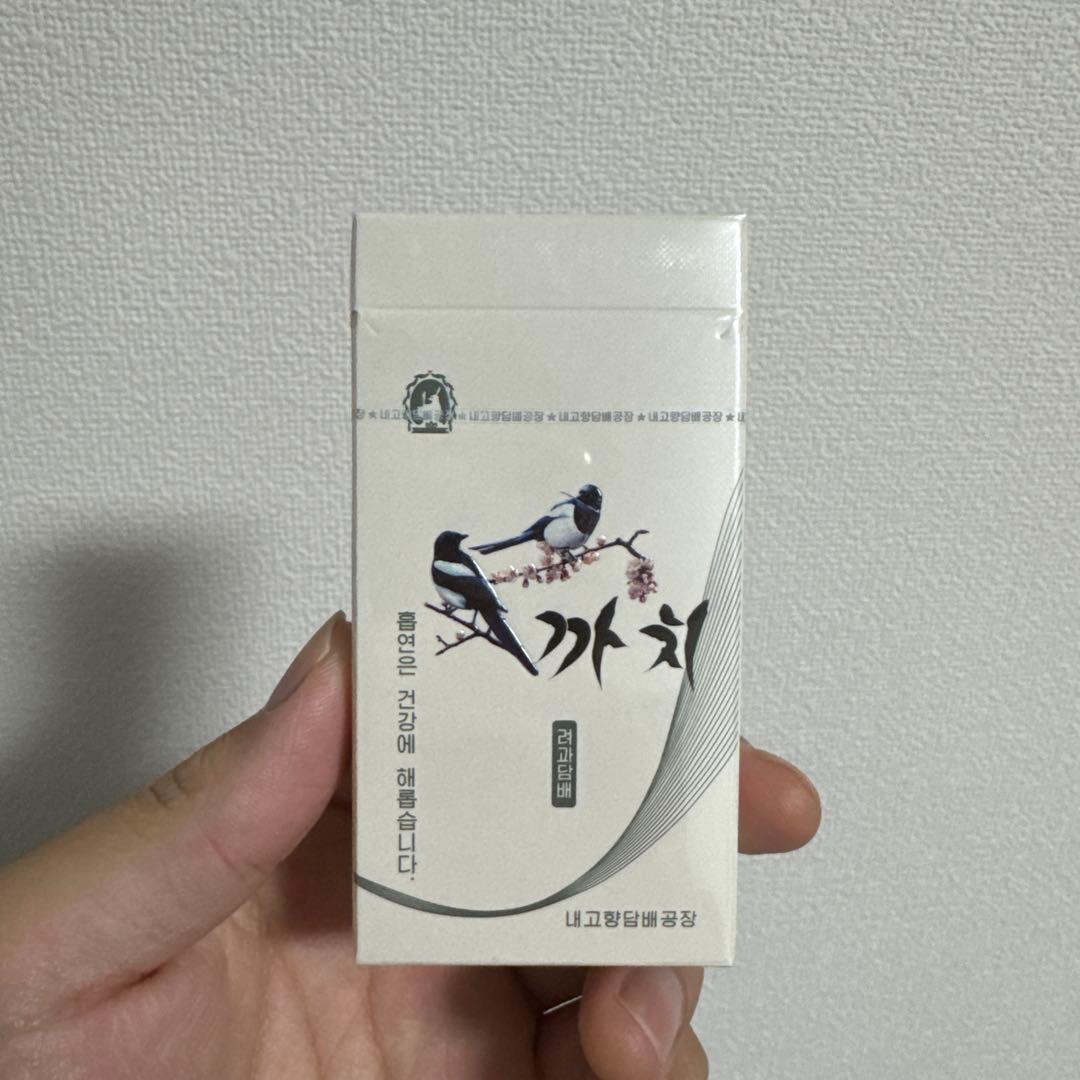 장★내고향담배공장★내고향담배공장★내고향담배공장★내
까치
흡연은 건강에 해롭습니다.
려과담배
내고향담배공장